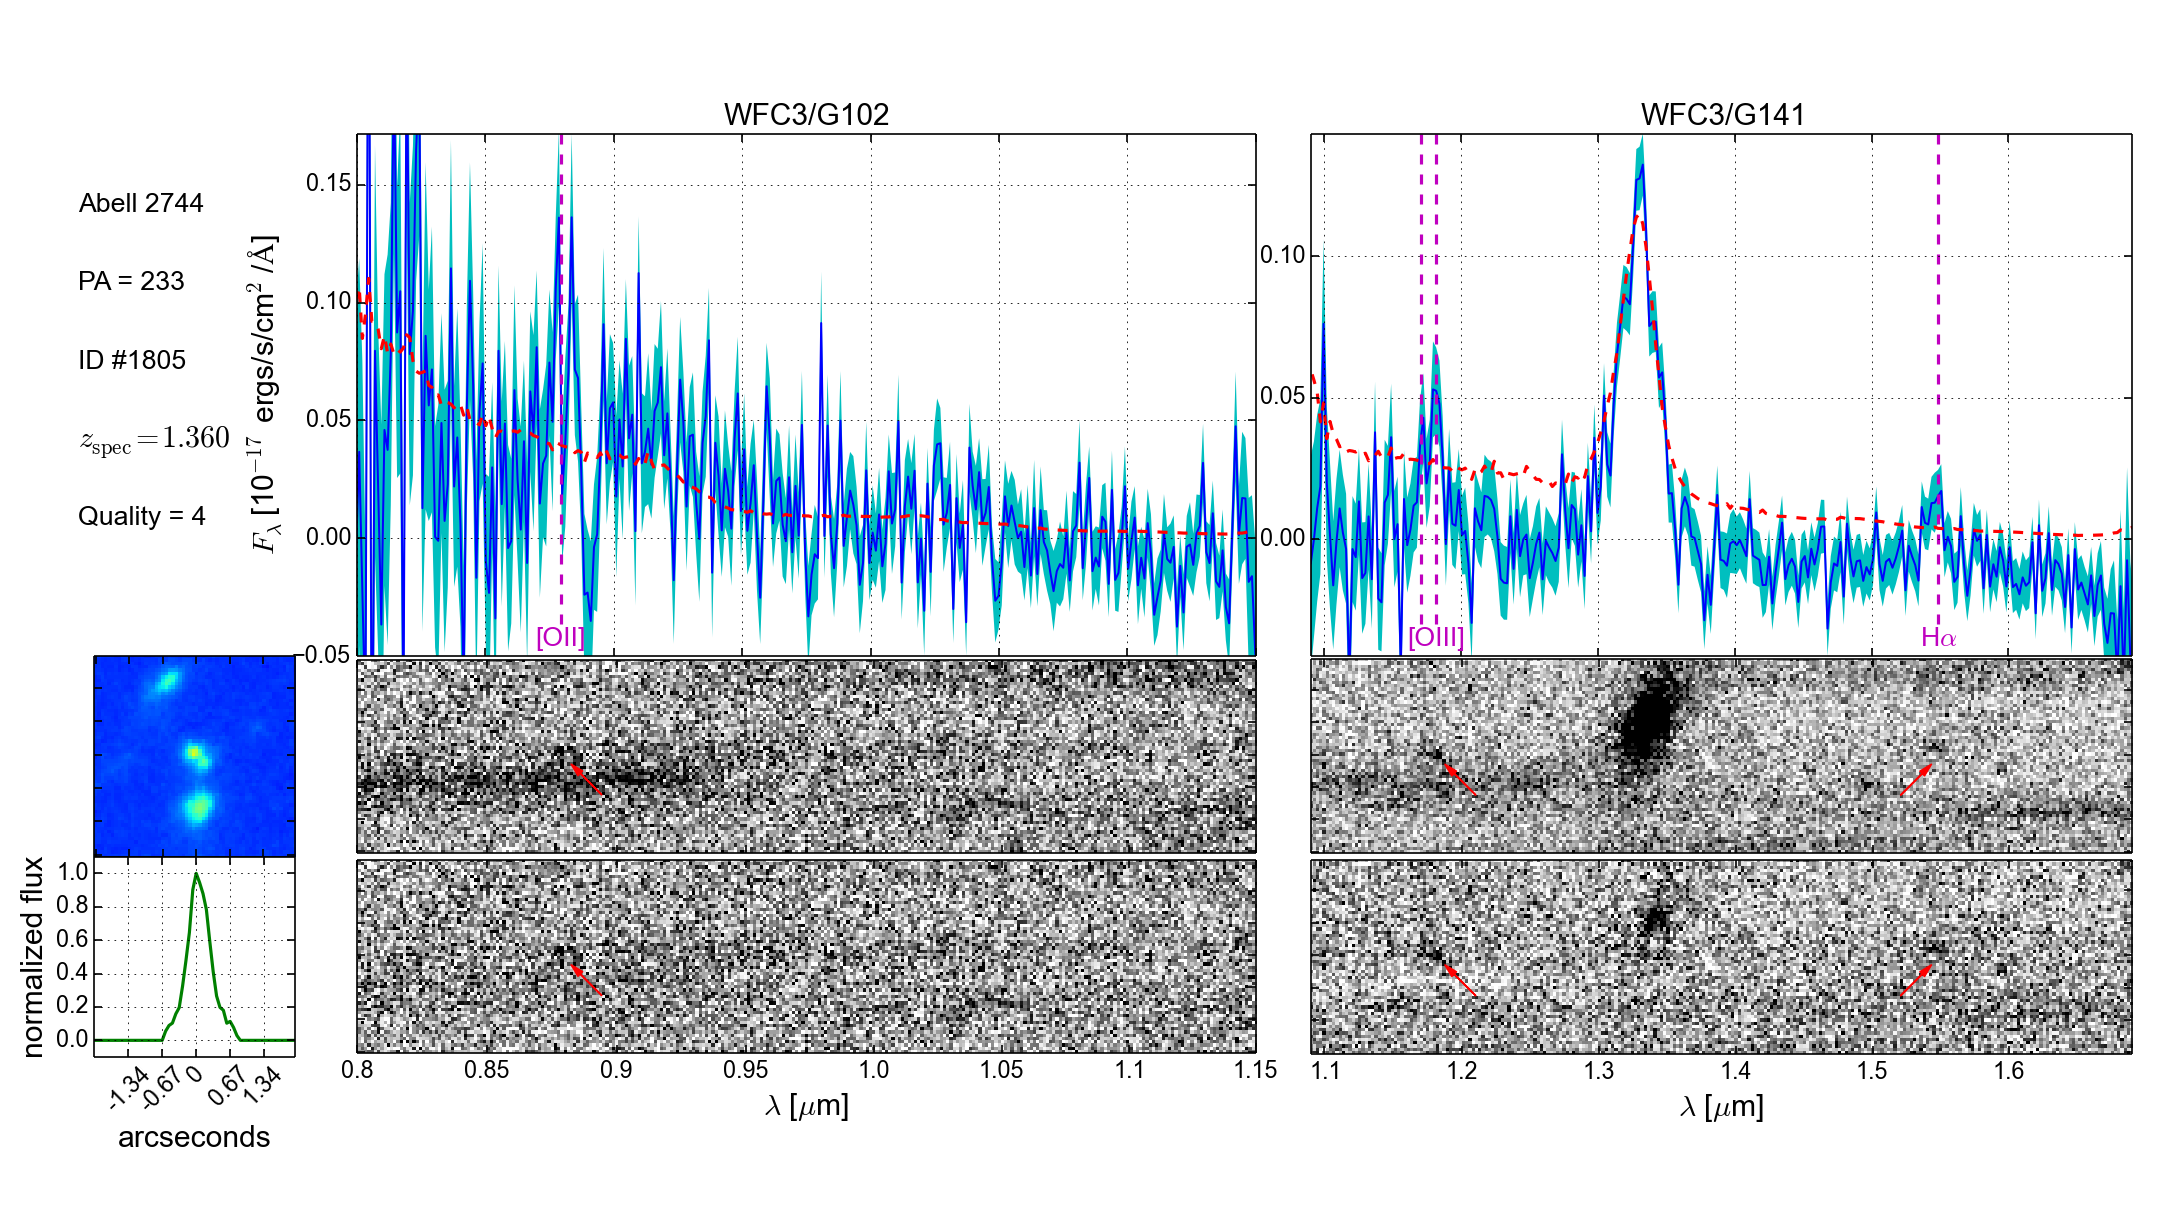 WFC3/G102
WFC3/G141
Abell 2744
PA = 233
ID #1805
z_spec = 1.360
Quality = 4
F_λ [10^−17 ergs/s/cm^2 /Å]
0.15
0.10
0.05
0.00
−0.05
0.10
0.05
0.00
[OII]
[OIII]
Hα
normalized flux
1.0
0.8
0.6
0.4
0.2
0.0
-1.34 -0.67 0 0.67 1.34
arcseconds
0.8 0.85 0.9 0.95 1.0 1.05 1.1 1.15
λ [μm]
1.1 1.2 1.3 1.4 1.5 1.6
λ [μm]